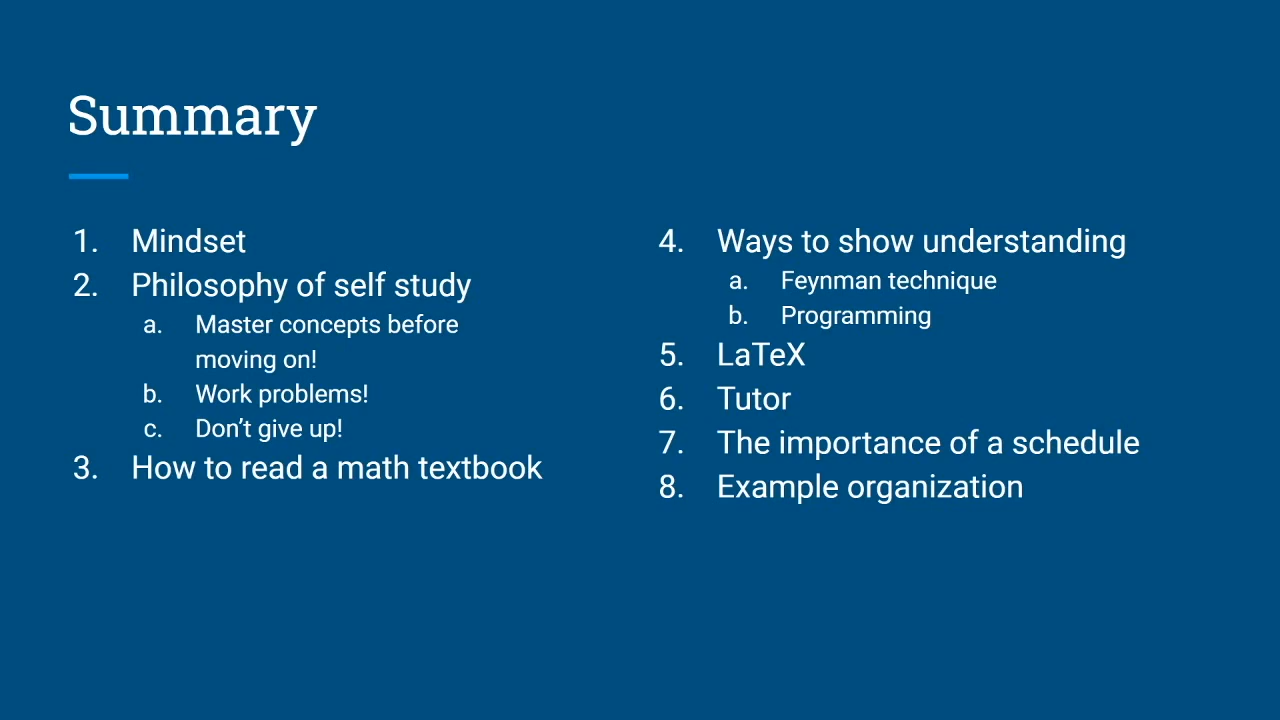 Summary
1. Mindset
2. Philosophy of self study
a. Master concepts before
moving on!
b. Work problems!
c. Don’t give up!
3. How to read a math textbook
4. Ways to show understanding
a. Feynman technique
b. Programming
5. LaTeX
6. Tutor
7. The importance of a schedule
8. Example organization